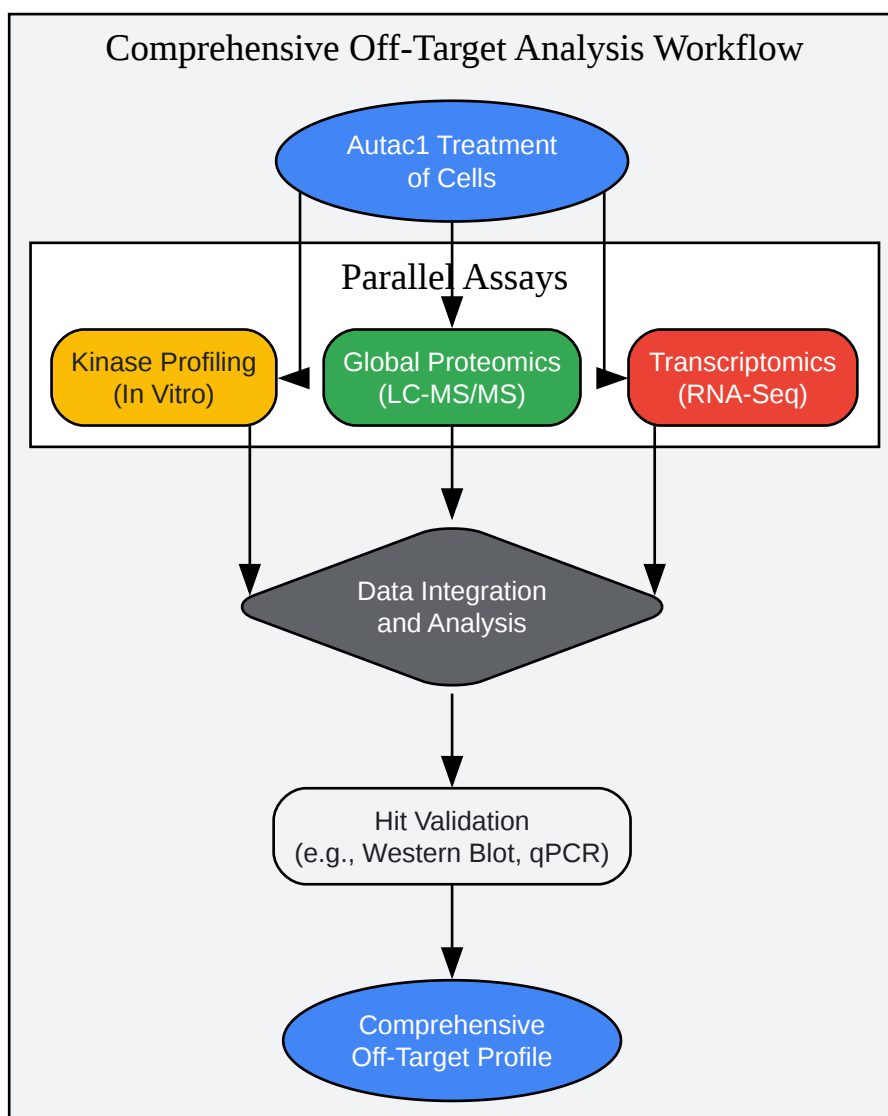 Comprehensive Off-Target Analysis Workflow
Autac1 Treatment
of Cells
Parallel Assays
Kinase Profiling
(In Vitro)
Global Proteomics
(LC-MS/MS)
Transcriptomics
(RNA-Seq)
Data Integration
and Analysis
Hit Validation
(e.g., Western Blot, qPCR)
Comprehensive
Off-Target Profile